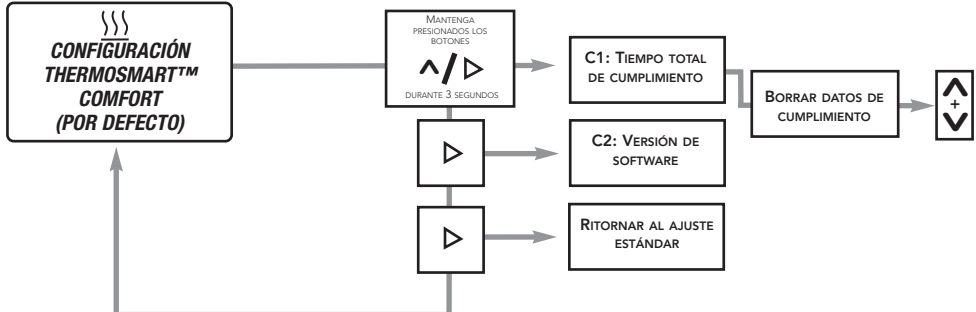 CONFIGURACIÓN
THERMOSMART™
COMFORT
(POR DEFECTO)
MANTENGA
PRESIONADOS LOS
BOTONES
/
DURANTE 3 SEGUNDOS
C1: TIEMPO TOTAL
DE CUMPLIMIENTO
BORRAR DATOS DE
CUMPLIMIENTO
+
C2: VERSIÓN DE
SOFTWARE
RITORNAR AL AJUSTE
ESTÁNDAR